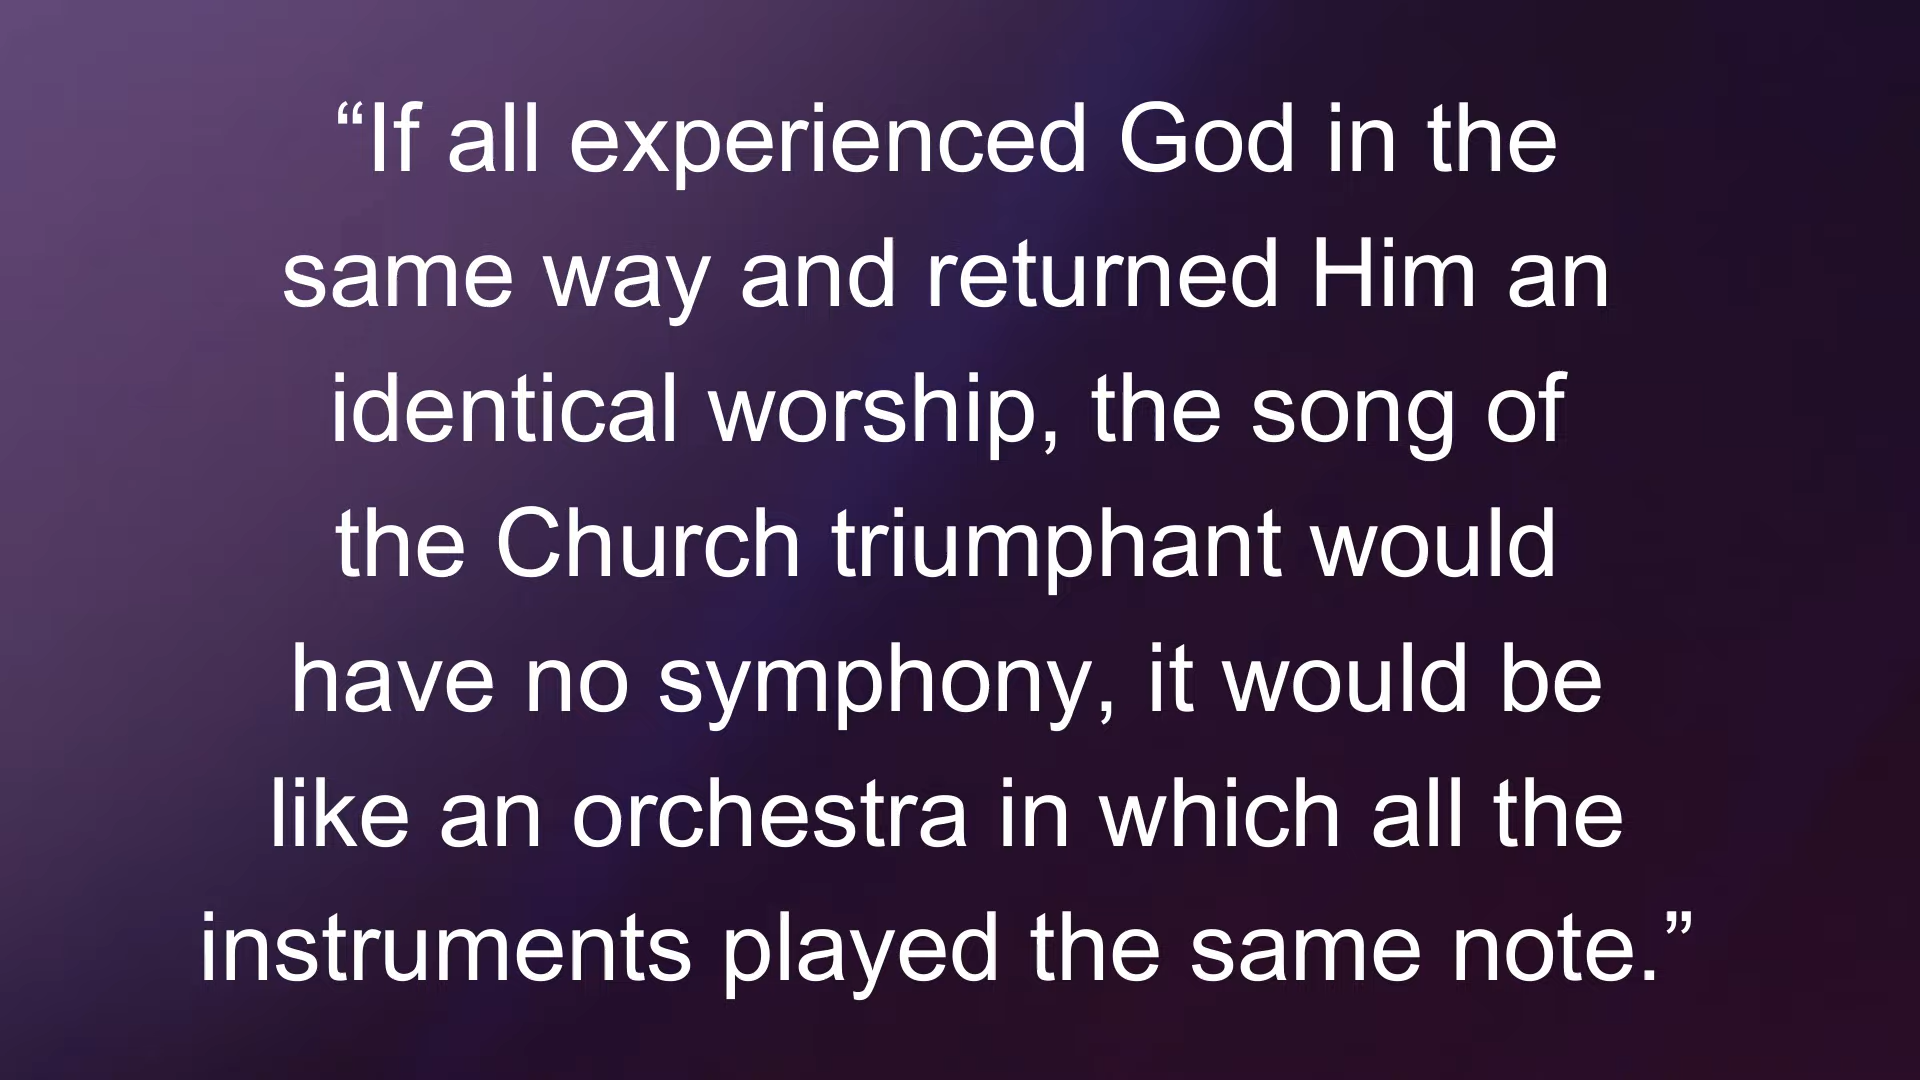 “If all experienced God in the
same way and returned Him an
identical worship, the song of
the Church triumphant would
have no symphony, it would be
like an orchestra in which all the
instruments played the same note.”